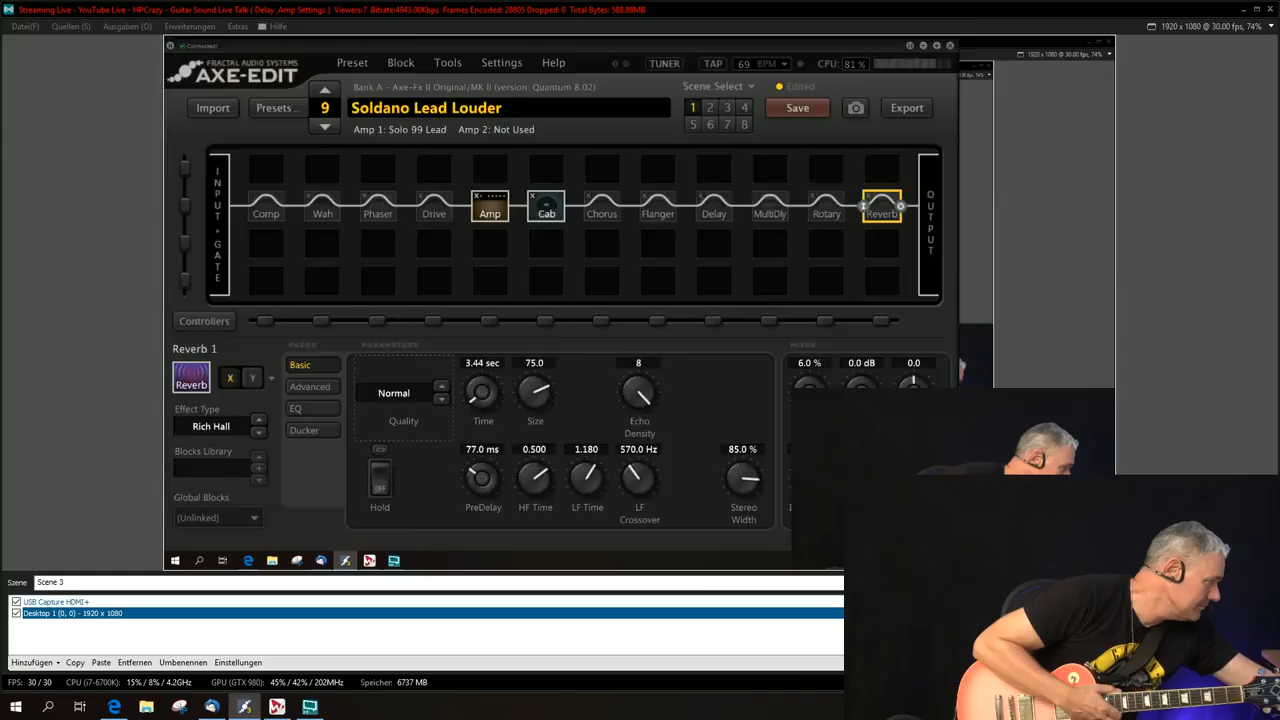 Streaming Live - YouTube Live - HPCrazy - Guitar Sound Live Talk ( Delay_Amp Settings ) Viewers:7 Bitrate:4943.00Kbps Frames Encoded: 28805 Dropped: 0 Total Bytes: 588.88MB
Datei(F) Quellen (5) Ausgaben (O) Erweiterungen Extras Hilfe
1920 x 1080 @ 30.00 fps, 74%
Connected!
1920 x 1080 @ 30.00 fps, 74%
FRACTAL AUDIO SYSTEMS
AXE-EDIT
Preset Block Tools Settings Help
TUNER TAP 69 BPM CPU: 81 %
Bank A - Axe-Fx II Original/MK II (version: Quantum 8.02)
Scene Select Edited
Import Presets... 9 Soldano Lead Louder
1 2 3 4
5 6 7 8
Save Export
Amp 1: Solo 99 Lead Amp 2: Not Used
INPUT • GATE
Comp Wah Phaser Drive Amp Cab Chorus Flanger Delay MultiDly Rotary Reverb
OUTPUT
Controllers
Reverb 1
PAGES PARAMETERS MIXER
Reverb X Y
Basic
Advanced
EQ
Ducker
Effect Type
Rich Hall
Blocks Library
Global Blocks
(Unlinked)
3.44 sec 75.0 8 6.0 % 0.0 dB 0.0
Normal
Quality Time Size Echo Density
77.0 ms 0.500 1.180 570.0 Hz 85.0 %
OFF
Hold PreDelay HF Time LF Time LF Crossover Stereo Width
Szene Scene 3
USB Capture HDMI+
Desktop 1 (0, 0) - 1920 x 1080
Hinzufügen Copy Paste Entfernen Umbenennen Einstellungen
FPS: 30 / 30 CPU (i7-6700K) 15% / 8% / 4.2GHz GPU (GTX 980): 45% / 42% / 202MHz Speicher: 6737 MB